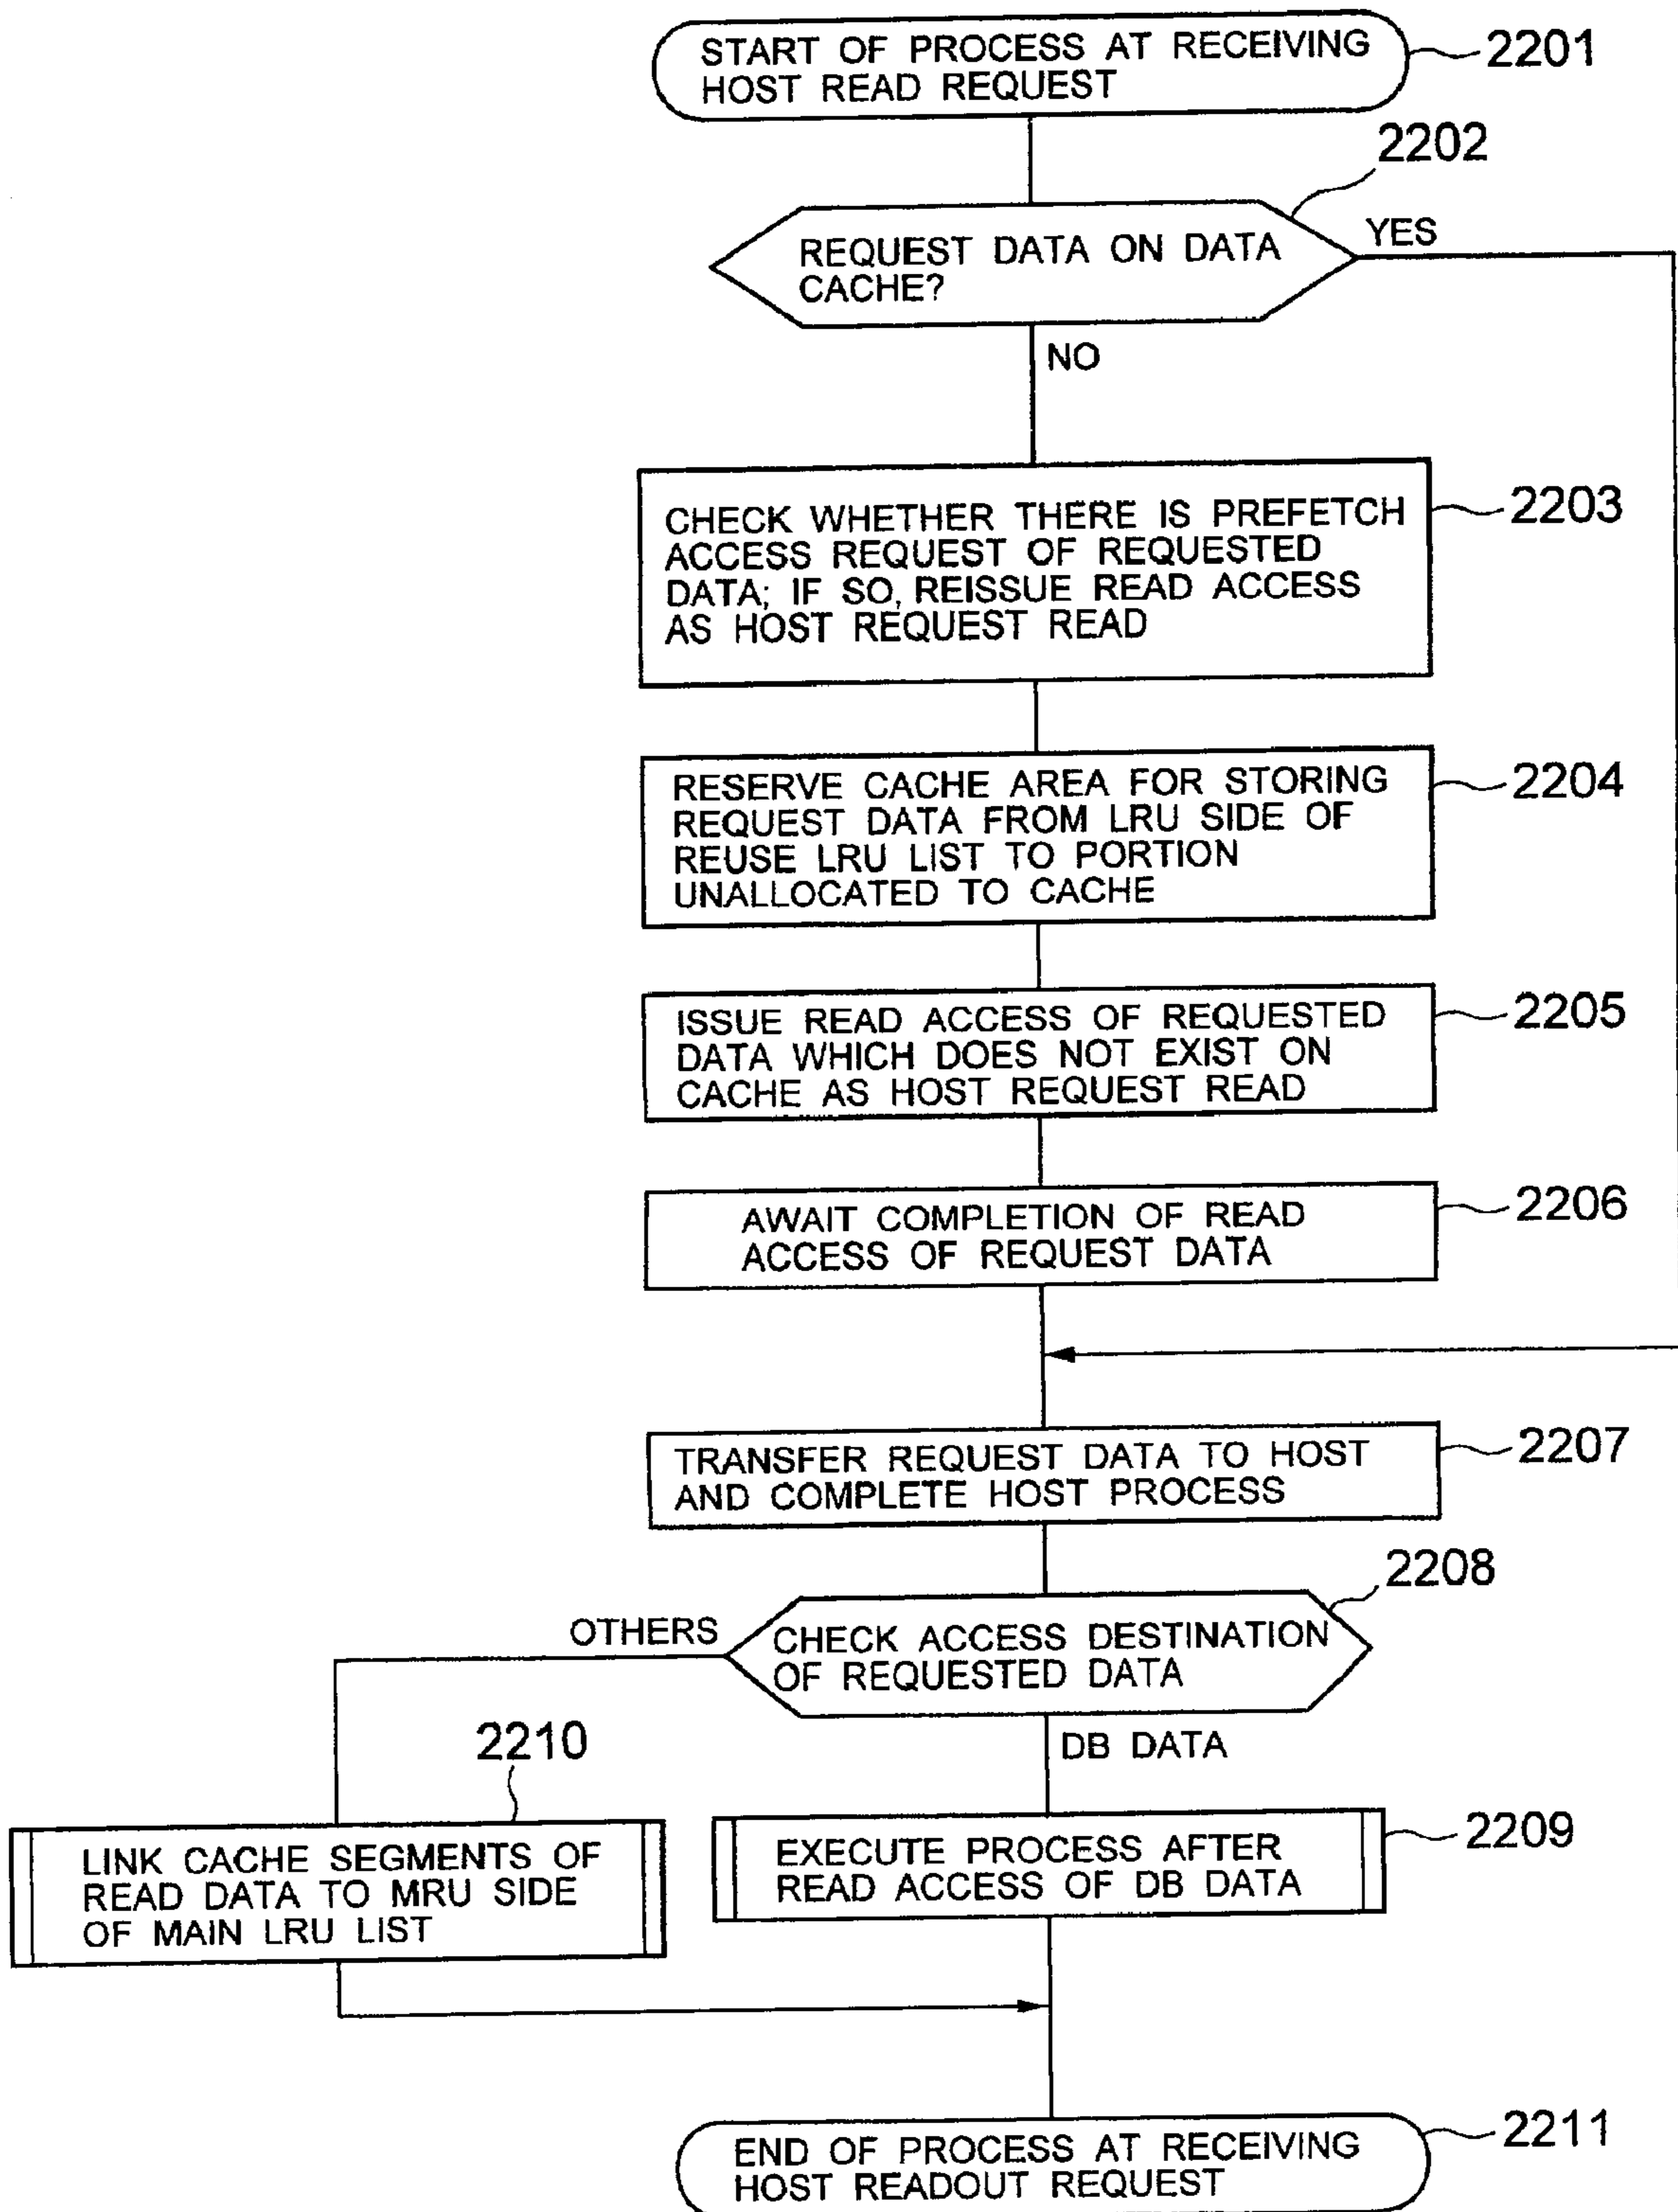 START OF PROCESS AT RECEIVING
HOST READ REQUEST
2201
2202
REQUEST DATA ON DATA
CACHE?
YES
NO
CHECK WHETHER THERE IS PREFETCH
ACCESS REQUEST OF REQUESTED
DATA; IF SO, REISSUE READ ACCESS
AS HOST REQUEST READ
2203
RESERVE CACHE AREA FOR STORING
REQUEST DATA FROM LRU SIDE OF
REUSE LRU LIST TO PORTION
UNALLOCATED TO CACHE
2204
ISSUE READ ACCESS OF REQUESTED
DATA WHICH DOES NOT EXIST ON
CACHE AS HOST REQUEST READ
2205
AWAIT COMPLETION OF READ
ACCESS OF REQUEST DATA
2206
TRANSFER REQUEST DATA TO HOST
AND COMPLETE HOST PROCESS
2207
2208
OTHERS
CHECK ACCESS DESTINATION
OF REQUESTED DATA
DB DATA
2210
LINK CACHE SEGMENTS OF
READ DATA TO MRU SIDE
OF MAIN LRU LIST
EXECUTE PROCESS AFTER
READ ACCESS OF DB DATA
2209
END OF PROCESS AT RECEIVING
HOST READOUT REQUEST
2211